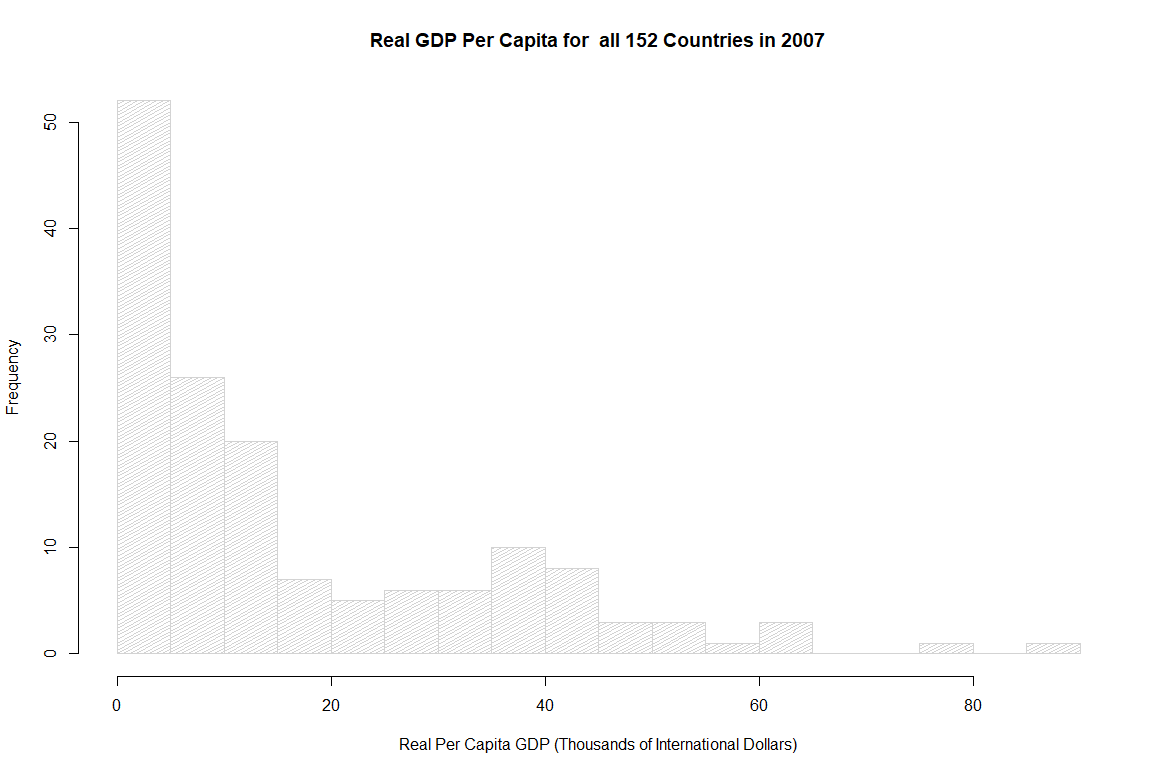 Real GDP Per Capita for  all 152 Countries in 2007
Frequency
50
40
30
20
10
0
0 20 40 60 80
Real Per Capita GDP (Thousands of International Dollars)